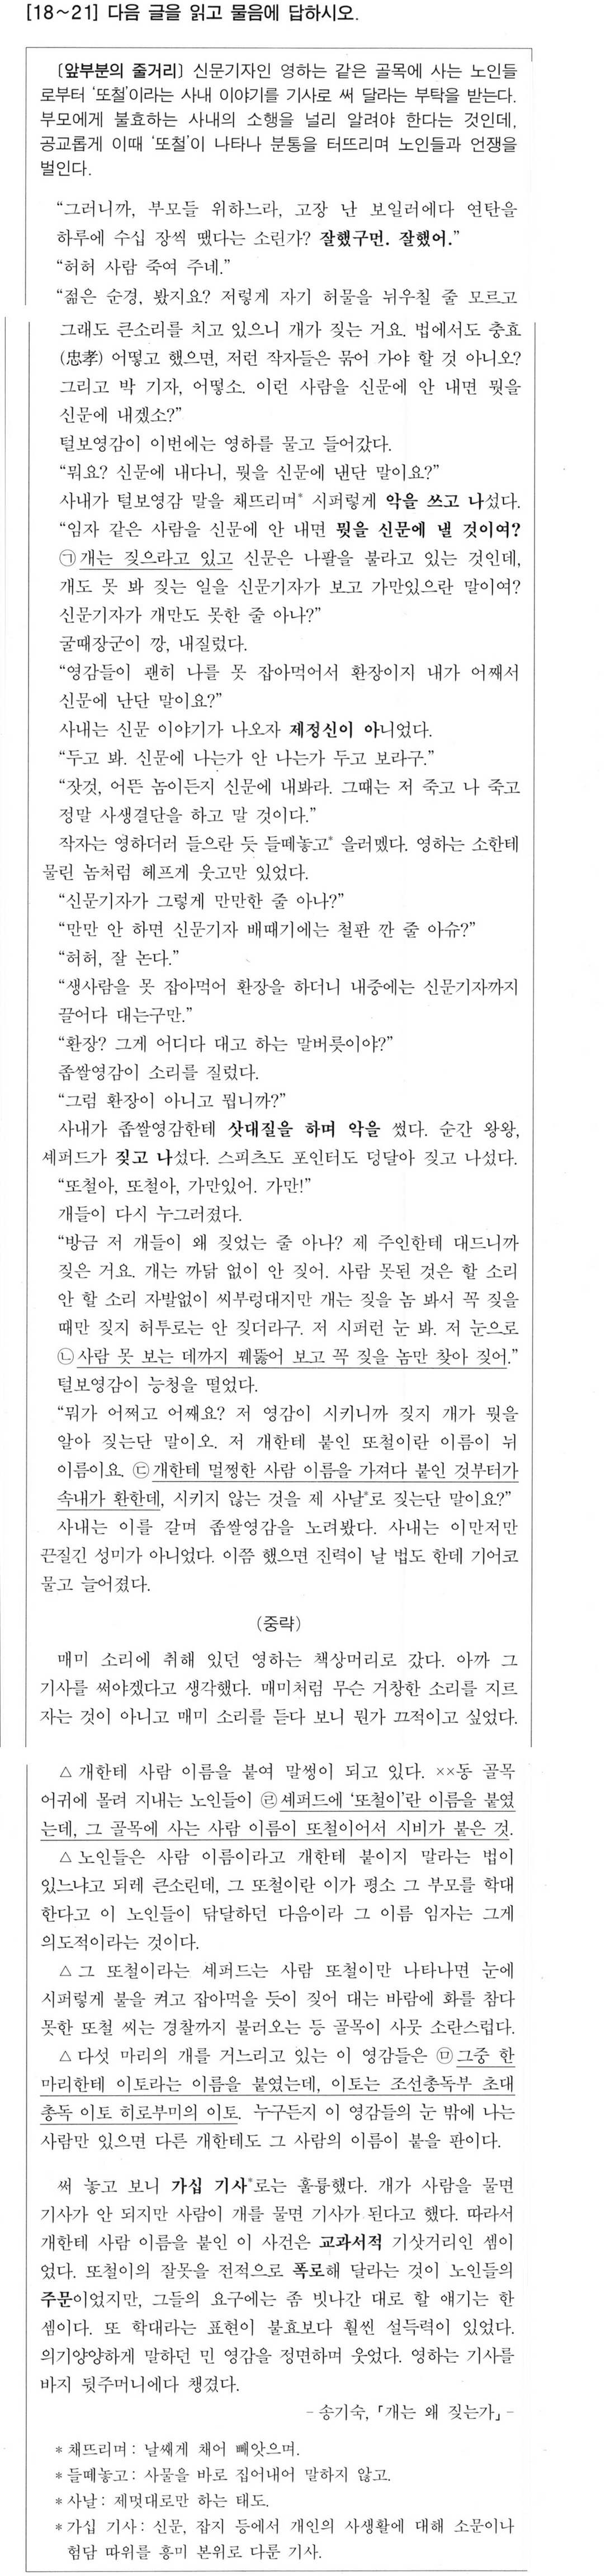 [18~21] 다음 글을 읽고 물음에 답하시오.
〔앞부분의 줄거리〕 신문기자인 영하는 같은 골목에 사는 노인들
로부터 '또철'이라는 사내 이야기를 기사로 써 달라는 부탁을 받는다.
부모에게 불효하는 사내의 소행을 널리 알려야 한다는 것인데,
공교롭게 이때 '또철'이 나타나 분통을 터뜨리며 노인들과 언쟁을
벌인다.
"그러니까, 부모들 위하느라, 고장 난 보일러에다 연탄을
하루에 수십 장씩 땠다는 소린가? 잘했구먼. 잘했어."
"허허 사람 죽여 주네."
"젊은 순경, 봤지요? 저렇게 자기 허물을 뉘우칠 줄 모르고
그래도 큰소리를 치고 있으니 개가 짖는 거요. 법에서도 충효
(忠孝) 어떻고 했으면, 저런 작자들은 묶어 가야 할 것 아니오?
그리고 박 기자, 어떻소. 이런 사람을 신문에 안 내면 뭣을
신문에 내겠소?"
털보영감이 이번에는 영하를 물고 들어갔다.
"뭐요? 신문에 내다니, 뭣을 신문에 낸단 말이요?"
사내가 털보영감 말을 채뜨리며* 시퍼렇게 악을 쓰고 나섰다.
"임자 같은 사람을 신문에 안 내면 뭣을 신문에 낼 것이여?
㉠개는 짖으라고 있고 신문은 나팔을 불라고 있는 것인데,
개도 못 봐 짖는 일을 신문기자가 보고 가만있으란 말이여?
신문기자가 개만도 못한 줄 아나?"
굴때장군이 깡, 내질렀다.
"영감들이 괜히 나를 못 잡아먹어서 환장이지 내가 어째서
신문에 난단 말이요?"
사내는 신문 이야기가 나오자 제정신이 아니었다.
"두고 봐. 신문에 나는가 안 나는가 두고 보라구."
"잣것, 어뜬 놈이든지 신문에 내봐라. 그때는 저 죽고 나 죽고
정말 사생결단을 하고 말 것이다."
작자는 영하더러 들으란 듯 들떼놓고* 을러멨다. 영하는 소한테
물린 놈처럼 헤프게 웃고만 있었다.
"신문기자가 그렇게 만만한 줄 아나?"
"만만 안 하면 신문기자 배때기에는 철판 깐 줄 아슈?"
"허허, 잘 논다."
"생사람을 못 잡아먹어 환장을 하더니 내중에는 신문기자까지
끌어다 대는구만."
"환장? 그게 어디다 대고 하는 말버릇이야?"
좁쌀영감이 소리를 질렀다.
"그럼 환장이 아니고 뭡니까?"
사내가 좁쌀영감한테 삿대질을 하며 악을 썼다. 순간 왕왕,
셰퍼드가 짖고 나섰다. 스피츠도 포인터도 덩달아 짖고 나섰다.
"또철아, 또철아, 가만있어. 가만!"
개들이 다시 누그러졌다.
"방금 저 개들이 왜 짖었는 줄 아나? 제 주인한테 대드니까
짖은 거요. 개는 까닭 없이 안 짖어. 사람 못된 것은 할 소리
안 할 소리 자발없이 씨부렁대지만 개는 짖을 놈 봐서 꼭 짖을
때만 짖지 허투로는 안 짖더라구. 저 시퍼런 눈 봐. 저 눈으로
㉡사람 못 보는 데까지 꿰뚫어 보고 꼭 짖을 놈만 찾아 짖어."
털보영감이 능청을 떨었다.
"뭐가 어쩌고 어째요? 저 영감이 시키니까 짖지 개가 뭣을
알아 짖는단 말이오. 저 개한테 붙인 또철이란 이름이 뉘
이름이요. ㉢개한테 멀쩡한 사람 이름을 가져다 붙인 것부터가
속내가 환한데, 시키지 않는 것을 제 사날*로 짖는단 말이요?"
사내는 이를 갈며 좁쌀영감을 노려봤다. 사내는 이만저만
끈질긴 성미가 아니었다. 이쯤 했으면 진력이 날 법도 한데 기어코
물고 늘어졌다.
(중략)
매미 소리에 취해 있던 영하는 책상머리로 갔다. 아까 그
기사를 써야겠다고 생각했다. 매미처럼 무슨 거창한 소리를 지르
자는 것이 아니고 매미 소리를 듣다 보니 뭔가 끄적이고 싶었다.
△ 개한테 사람 이름을 붙여 말썽이 되고 있다. ××동 골목
어귀에 몰려 지내는 노인들이 ㉣셰퍼드에 '또철이'란 이름을 붙였
는데, 그 골목에 사는 사람 이름이 또철이어서 시비가 붙은 것.
△ 노인들은 사람 이름이라고 개한테 붙이지 말라는 법이
있느냐고 되레 큰소린데, 그 또철이란 이가 평소 그 부모를 학대
한다고 이 노인들이 닦달하던 다음이라 그 이름 임자는 그게
의도적이라는 것이다.
△ 그 또철이라는 셰퍼드는 사람 또철이만 나타나면 눈에
시퍼렇게 불을 켜고 잡아먹을 듯이 짖어 대는 바람에 화를 참다
못한 또철 씨는 경찰까지 불러오는 등 골목이 사뭇 소란스럽다.
△ 다섯 마리의 개를 거느리고 있는 이 영감들은 ㉤그중 한
마리한테 이토라는 이름을 붙였는데, 이토는 조선총독부 초대
총독 이토 히로부미의 이토. 누구든지 이 영감들의 눈 밖에 나는
사람만 있으면 다른 개한테도 그 사람의 이름이 붙을 판이다.
써 놓고 보니 가십 기사*로는 훌륭했다. 개가 사람을 물면
기사가 안 되지만 사람이 개를 물면 기사가 된다고 했다. 따라서
개한테 사람 이름을 붙인 이 사건은 교과서적 기삿거리인 셈이
었다. 또철이의 잘못을 전적으로 폭로해 달라는 것이 노인들의
주문이었지만, 그들의 요구에는 좀 빗나간 대로 할 얘기는 한
셈이다. 또 학대라는 표현이 불효보다 훨씬 설득력이 있었다.
의기양양하게 말하던 민 영감을 정면하며 웃었다. 영하는 기사를
바지 뒷주머니에다 챙겼다.
- 송기숙, 「개는 왜 짖는가」 -
* 채뜨리며 : 날쌔게 채어 빼앗으며.
* 들떼놓고 : 사물을 바로 집어내어 말하지 않고.
* 사날 : 제멋대로만 하는 태도.
* 가십 기사 : 신문, 잡지 등에서 개인의 사생활에 대해 소문이나
험담 따위를 흥미 본위로 다룬 기사.